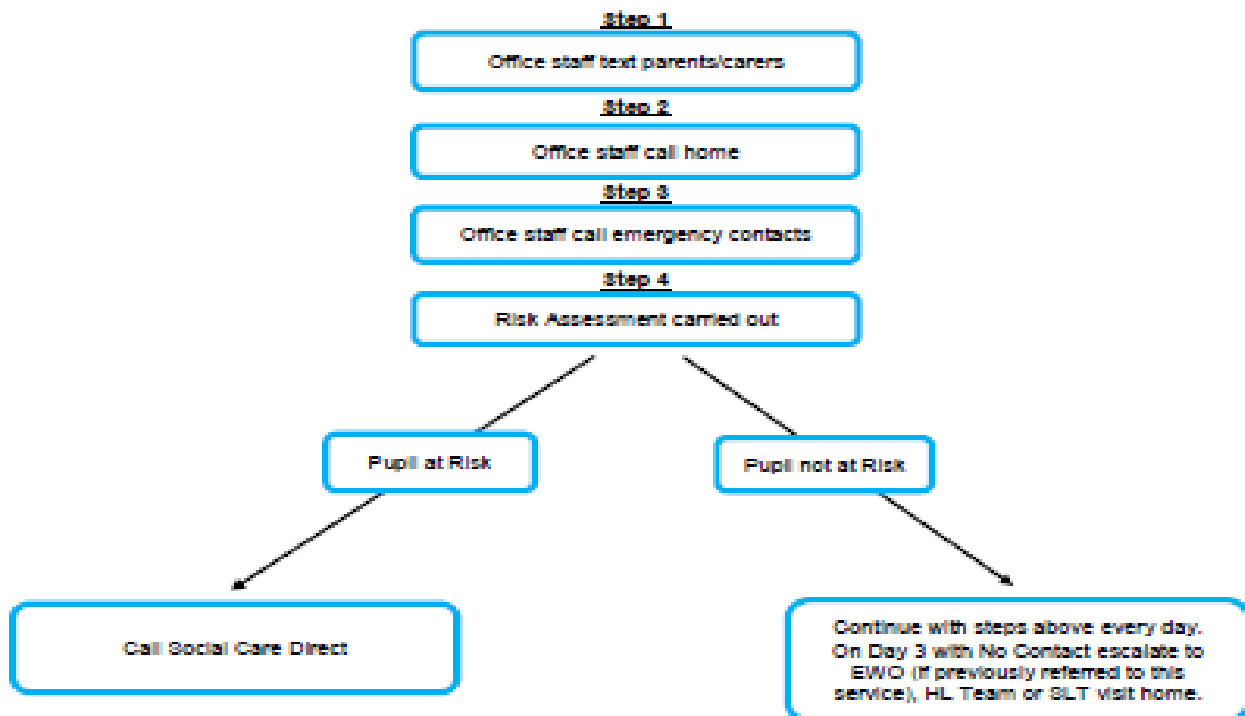 Step 1
Office staff text parents/carers
Step 2
Office staff call home
Step 3
Office staff call emergency contacts
Step 4
Risk Assessment carried out
Pupil at Risk
Pupil not at Risk
Call Social Care Direct
Continue with steps above every day.
On Day 3 with No Contact escalate to
EWO (if previously referred to this
service), HL Team or SLT visit home.